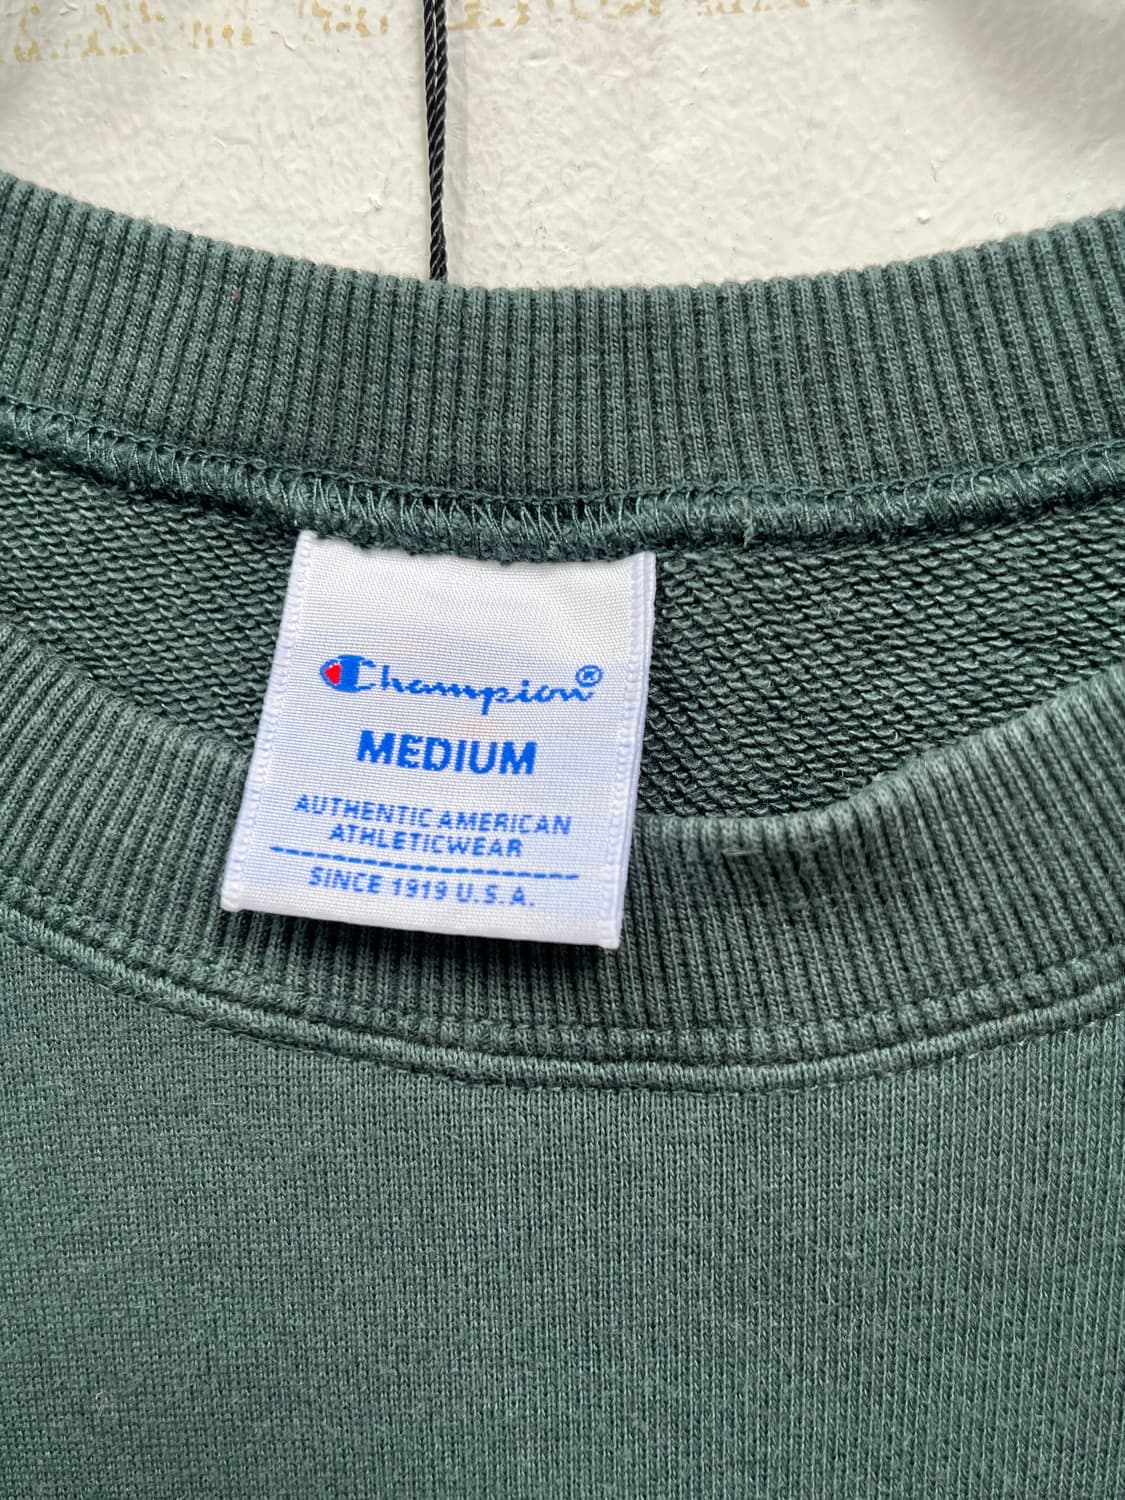 Champion®
MEDIUM
AUTHENTIC AMERICAN
ATHLETICWEAR
SINCE 1919 U.S.A.